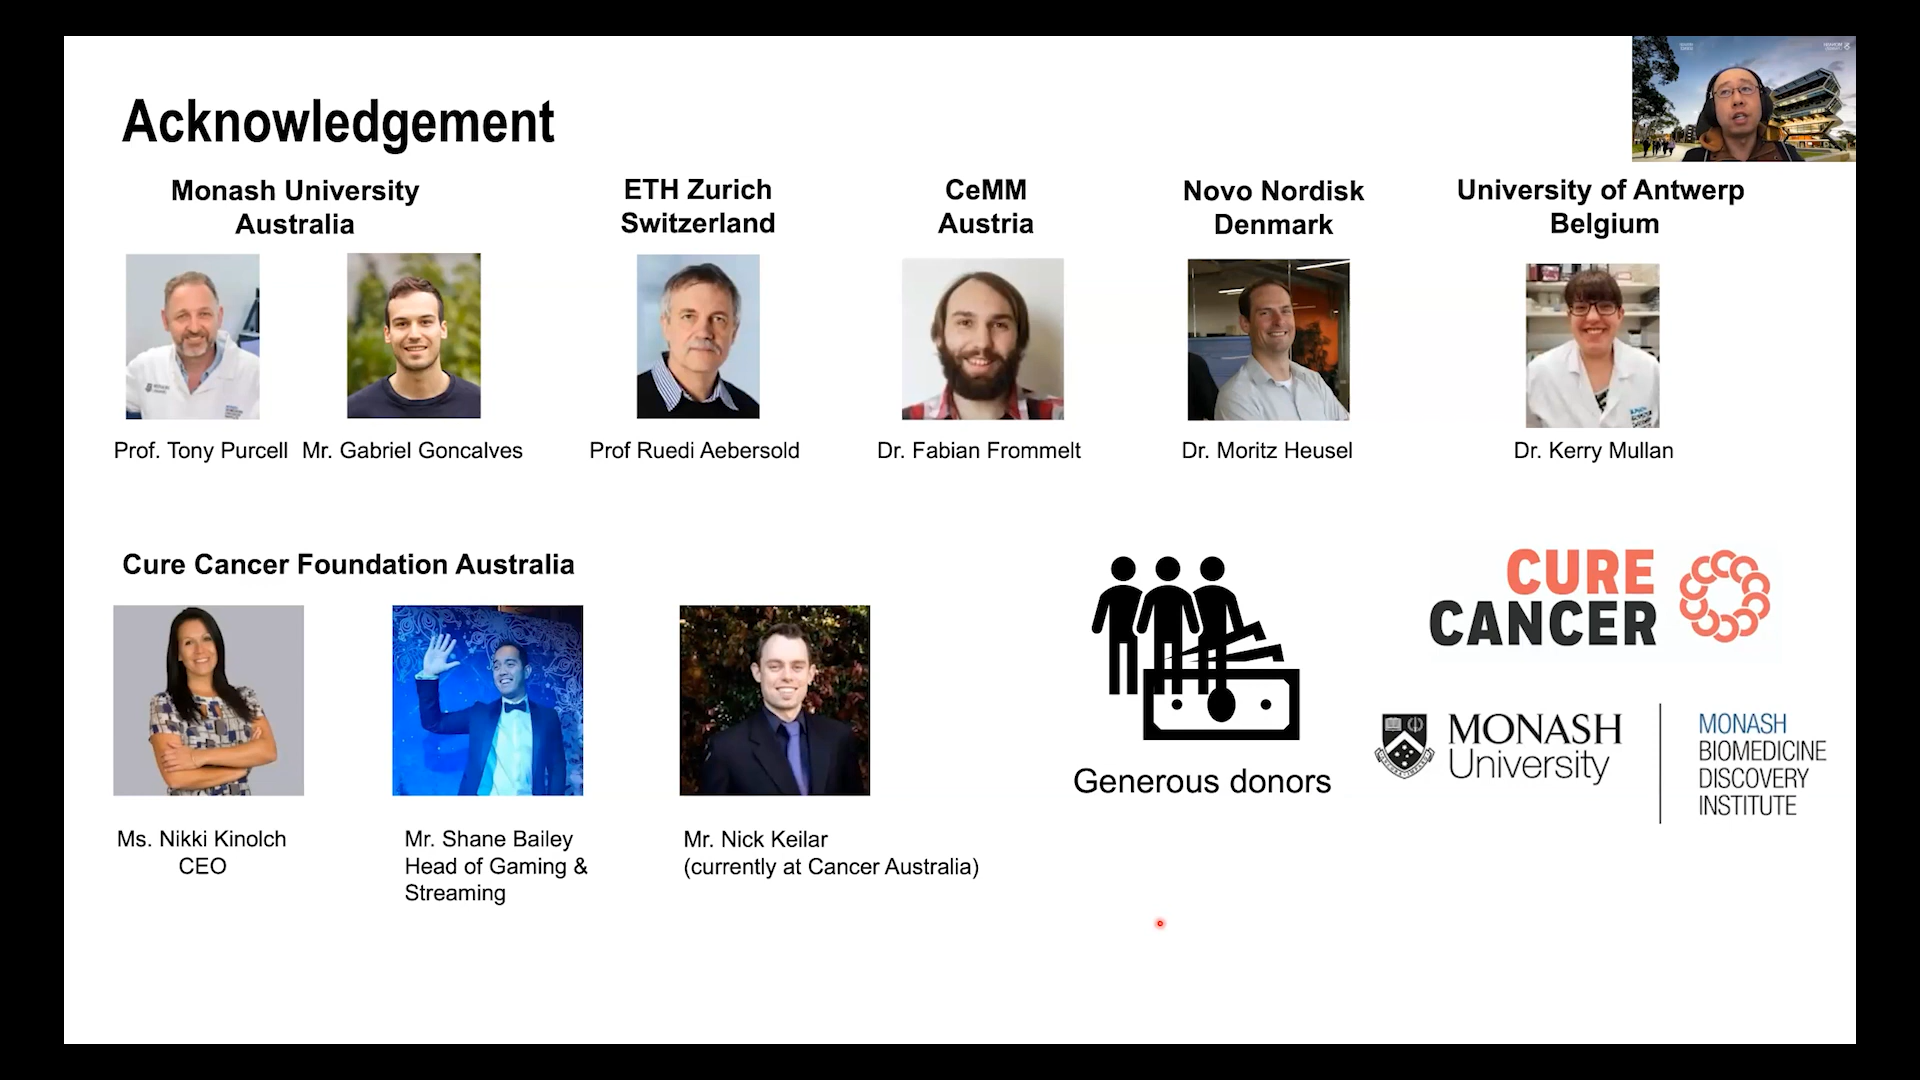 Acknowledgement
Monash University
Australia
ETH Zurich
Switzerland
CeMM
Austria
Novo Nordisk
Denmark
University of Antwerp
Belgium
Prof. Tony Purcell
Mr. Gabriel Goncalves
Prof Ruedi Aebersold
Dr. Fabian Frommelt
Dr. Moritz Heusel
Dr. Kerry Mullan
Cure Cancer Foundation Australia
Ms. Nikki Kinolch
CEO
Mr. Shane Bailey
Head of Gaming &
Streaming
Mr. Nick Keilar
(currently at Cancer Australia)
Generous donors
CURE
CANCER
MONASH
University
MONASH
BIOMEDICINE
DISCOVERY
INSTITUTE